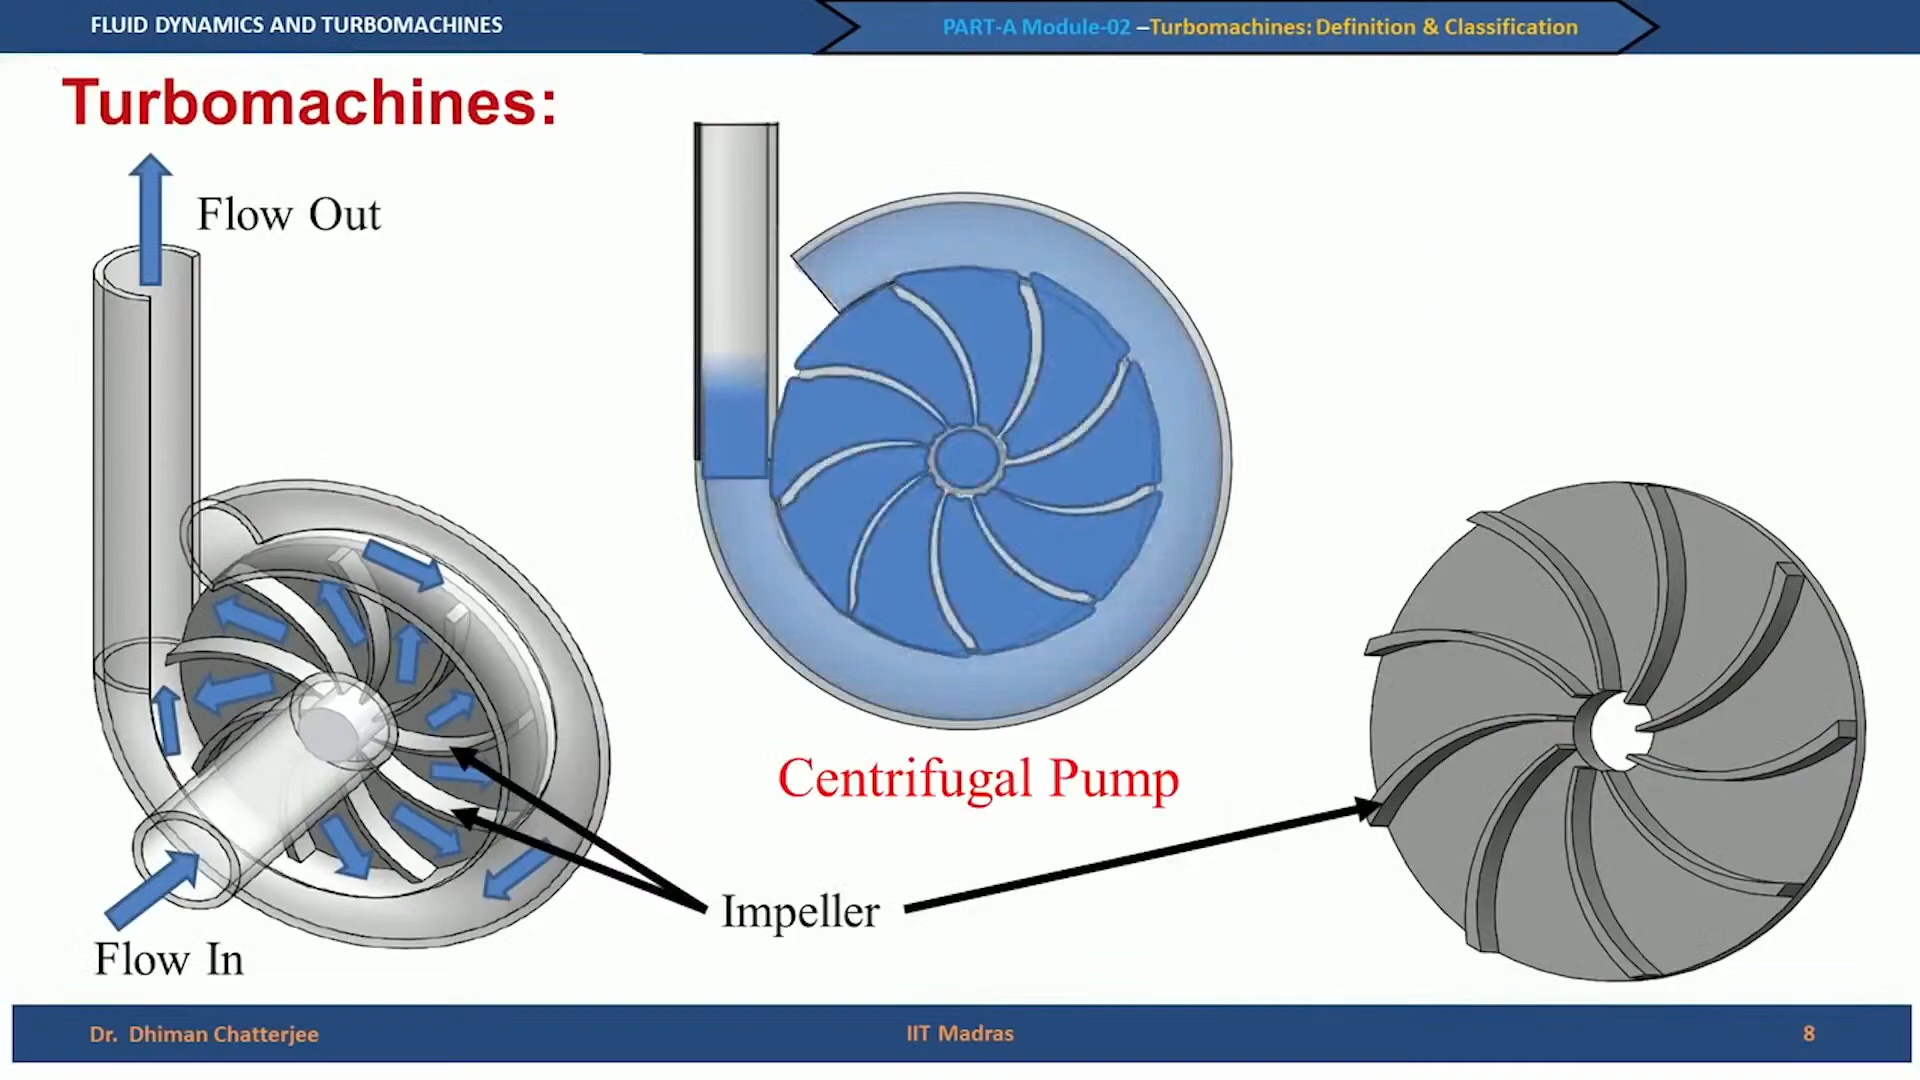 FLUID DYNAMICS AND TURBOMACHINES
PART-A Module-02 –Turbomachines: Definition & Classification
Turbomachines:
Flow Out
Centrifugal Pump
Impeller
Flow In
Dr. Dhiman Chatterjee
IIT Madras
8